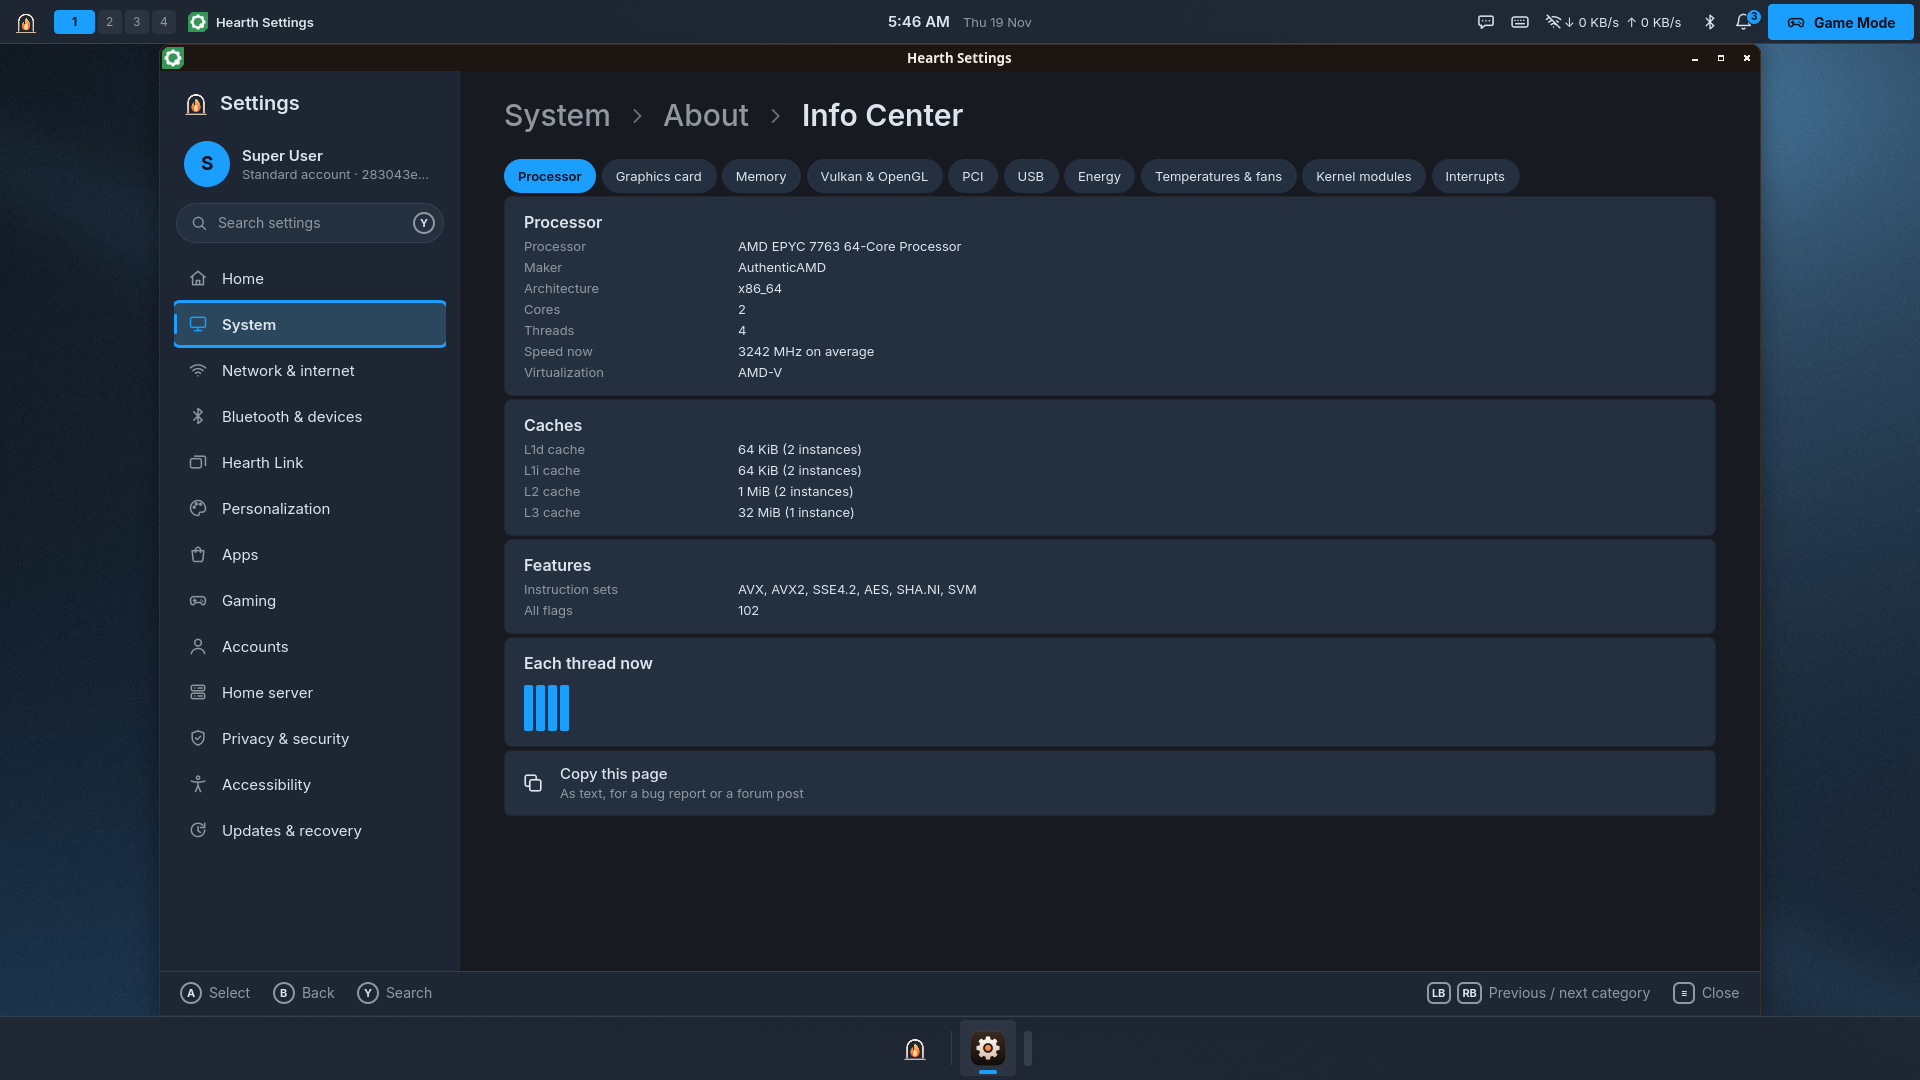 1 2 3 4 Hearth Settings 5:46 AM Thu 19 Nov ↓ 0 KB/s ↑ 0 KB/s 3 Game Mode
Hearth Settings
Settings
S
Super User
Standard account · 283043e...
Search settings Y
Home
System
Network & internet
Bluetooth & devices
Hearth Link
Personalization
Apps
Gaming
Accounts
Home server
Privacy & security
Accessibility
Updates & recovery
System > About > Info Center
Processor Graphics card Memory Vulkan & OpenGL PCI USB Energy Temperatures & fans Kernel modules Interrupts
Processor
Processor AMD EPYC 7763 64-Core Processor
Maker AuthenticAMD
Architecture x86_64
Cores 2
Threads 4
Speed now 3242 MHz on average
Virtualization AMD-V
Caches
L1d cache 64 KiB (2 instances)
L1i cache 64 KiB (2 instances)
L2 cache 1 MiB (2 instances)
L3 cache 32 MiB (1 instance)
Features
Instruction sets AVX, AVX2, SSE4.2, AES, SHA.NI, SVM
All flags 102
Each thread now
Copy this page
As text, for a bug report or a forum post
A Select B Back Y Search LB RB Previous / next category ≡ Close